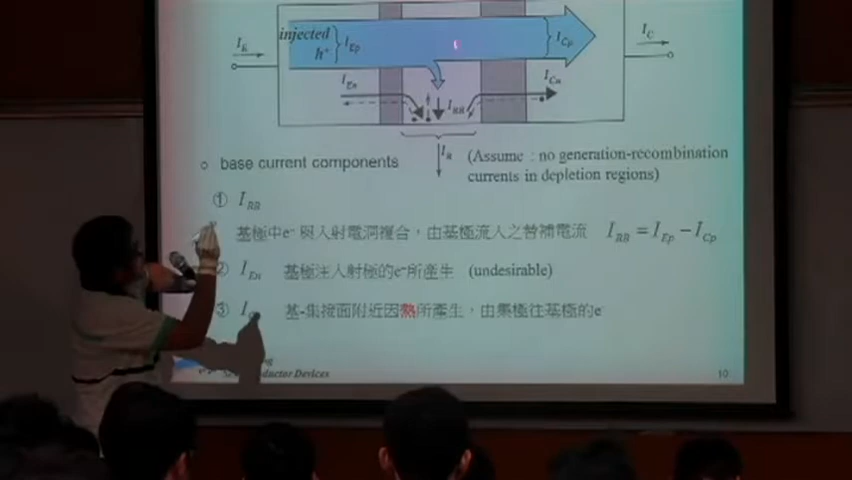 injected
h⁺ } I_Ep
} I_Cp
I_E
I_C
I_En
I_BB
I_Cn
I_B
(Assume : no generation-recombination
currents in depletion regions)
○ base current components
① I_BB
基極中e⁻ 與入射電洞複合，由基極流入之替補電流 I_BB = I_Ep − I_Cp
② I_En 基極注入射極的e⁻所產生 (undesirable)
③ I 基-集接面附近因熱所產生，由集極往基極的e⁻
Devices
10